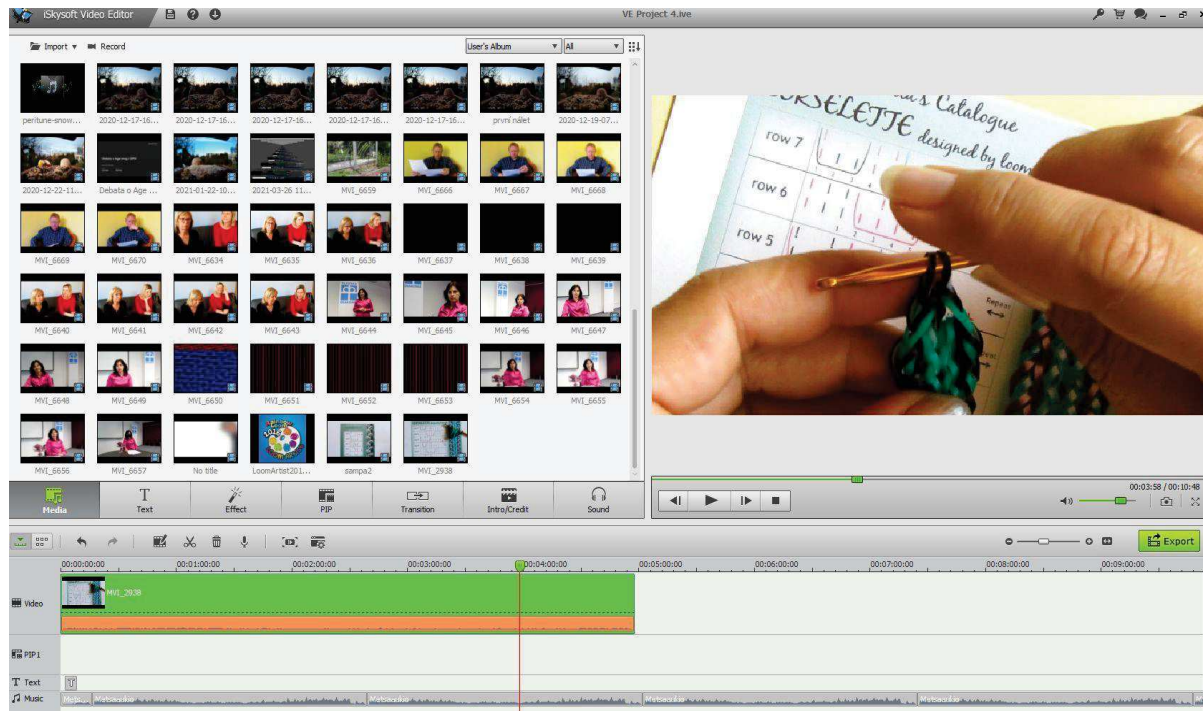 iSkysoft Video Editor
VE Project 4.ive
Import
Record
User's Album
All
peritune-snow...
2020-12-17-16...
2020-12-17-16...
2020-12-17-16...
2020-12-17-16...
2020-12-17-16...
první nálet
2020-12-19-07...
2020-12-22-11...
Debata o Age ...
2021-01-22-10...
2021-03-26 11...
MVI_6659
MVI_6666
MVI_6667
MVI_6668
MVI_6669
MVI_6670
MVI_6634
MVI_6635
MVI_6636
MVI_6637
MVI_6638
MVI_6639
MVI_6640
MVI_6641
MVI_6642
MVI_6643
MVI_6644
MVI_6645
MVI_6646
MVI_6647
MVI_6648
MVI_6649
MVI_6650
MVI_6651
MVI_6652
MVI_6653
MVI_6654
MVI_6655
MVI_6656
MVI_6657
No title
LoomArtist201...
sampa2
MVI_2938
Catalogue
designed by loom
row 7
row 6
row 5
Repeat
Media
Text
Effect
PIP
Transition
Intro/Credit
Sound
00:03:58 / 00:10:48
Export
00:00:00:00
00:01:00:00
00:02:00:00
00:03:00:00
00:04:00:00
00:05:00:00
00:06:00:00
00:07:00:00
00:08:00:00
00:09:00:00
Video
MVI_2938
PIP1
Text
Music